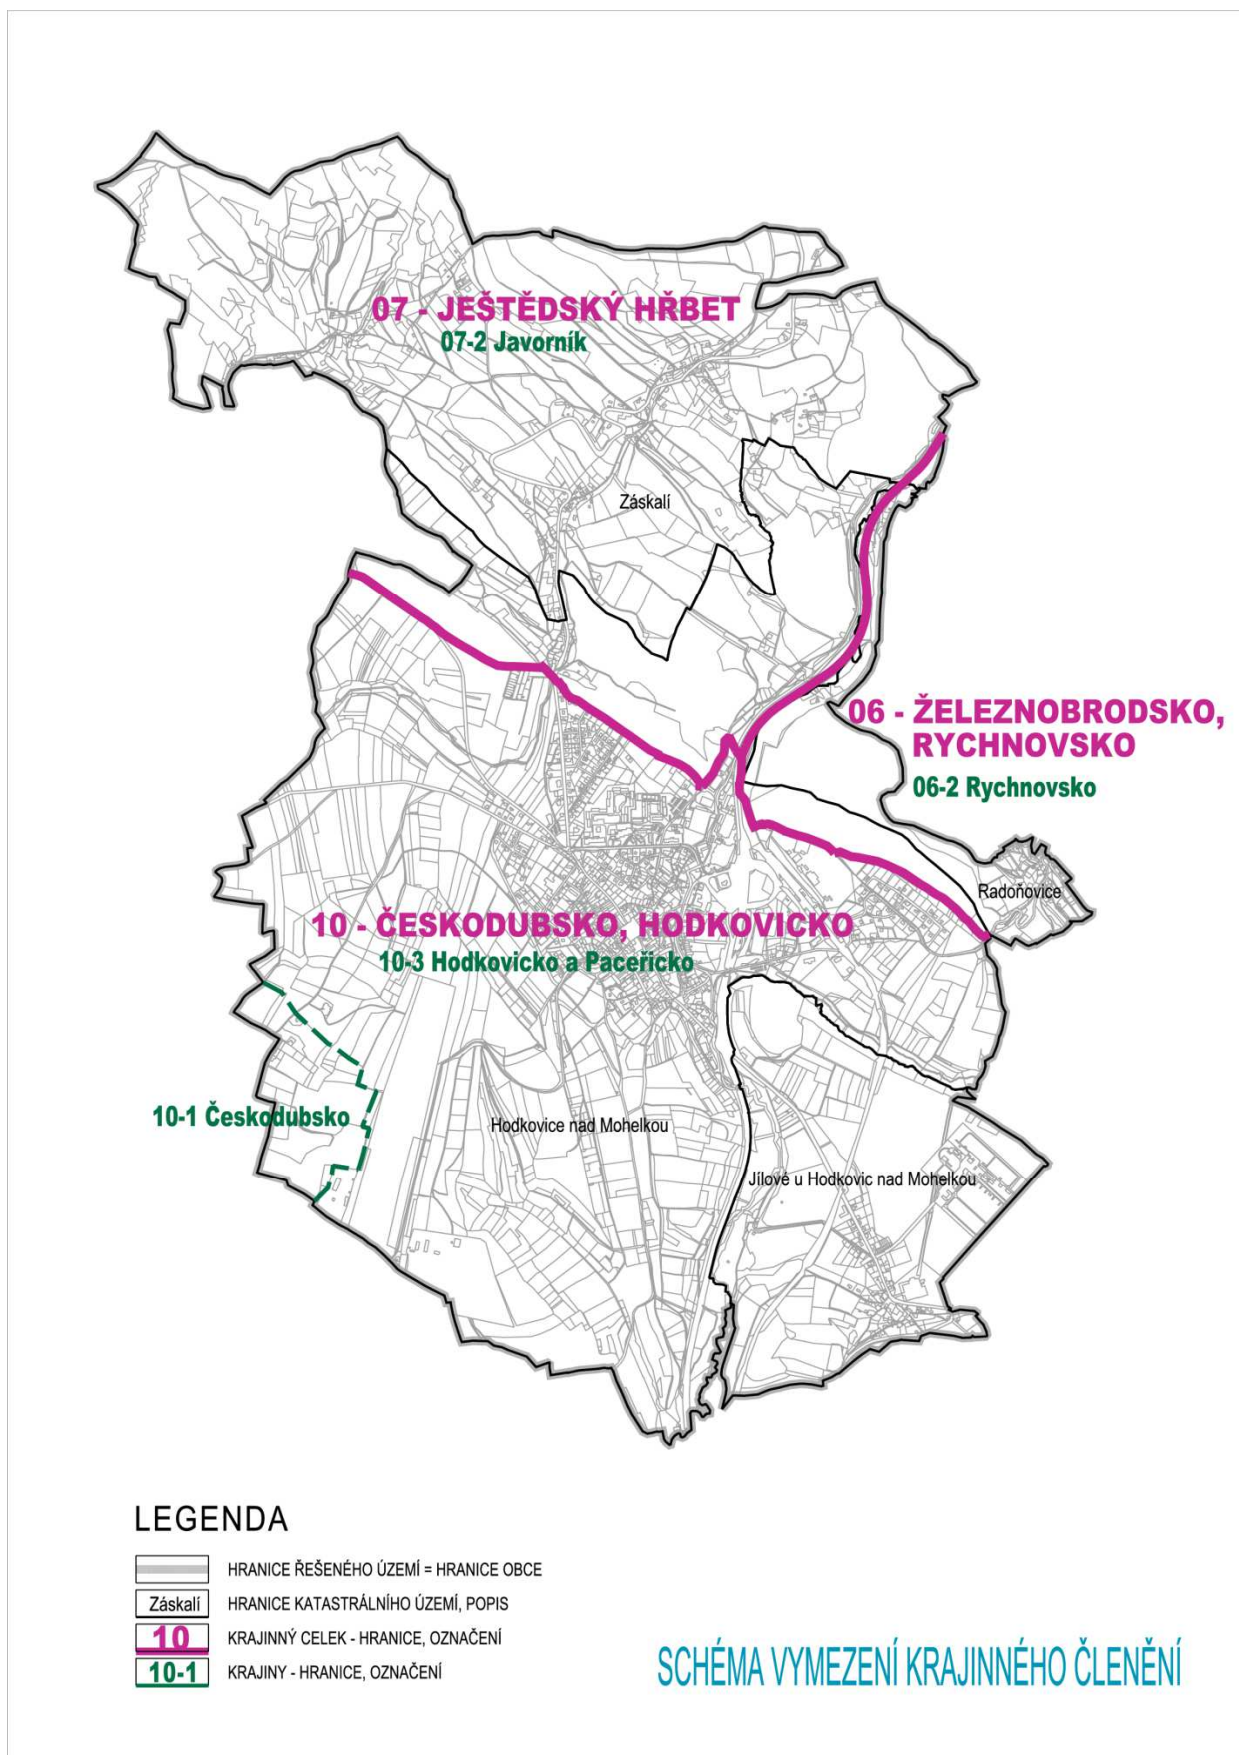 07 - JEŠTĚDSKÝ HŘBET
07-2 Javorník
Záskalí
06 - ŽELEZNOBRODSKO,
RYCHNOVSKO
06-2 Rychnovsko
Radoňovice
10 - ČESKODUBSKO, HODKOVICKO
10-3 Hodkovicko a Paceřicko
10-1 Českodubsko
Hodkovice nad Mohelkou
Jílové u Hodkovic nad Mohelkou
LEGENDA
HRANICE ŘEŠENÉHO ÚZEMÍ = HRANICE OBCE
Záskalí HRANICE KATASTRÁLNÍHO ÚZEMÍ, POPIS
10 KRAJINNÝ CELEK - HRANICE, OZNAČENÍ
10-1 KRAJINY - HRANICE, OZNAČENÍ
SCHÉMA VYMEZENÍ KRAJINNÉHO ČLENĚNÍ